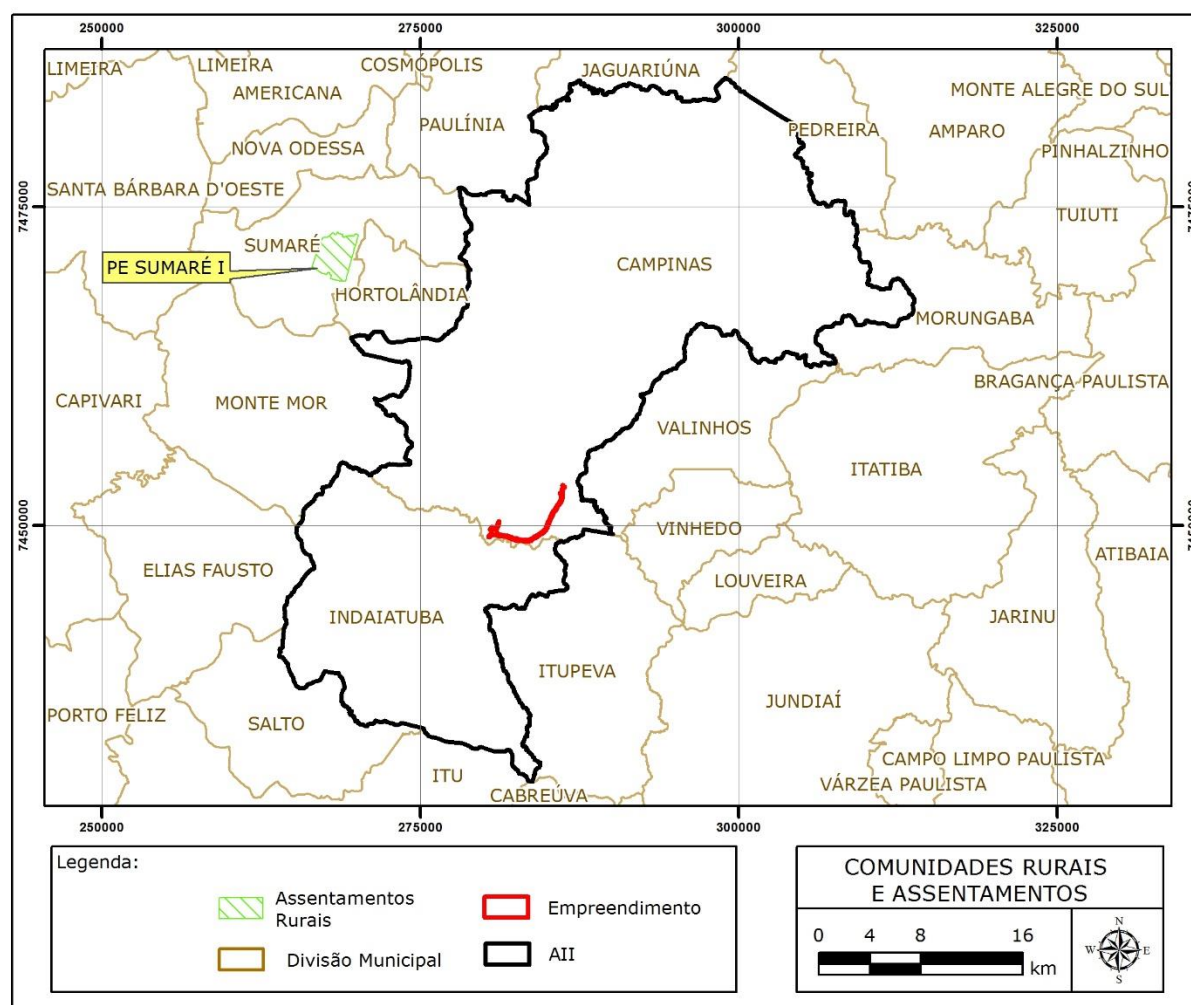 250000 275000 300000 325000
LIMEIRA
LIMEIRA
COSMÓPOLIS
JAGUARIÚNA
AMERICANA
MONTE ALEGRE DO SUL
PAULÍNIA
PEDREIRA
AMPARO
NOVA ODESSA
PINHALZINHO
SANTA BÁRBARA D'OESTE
7475000
7475000
TUIUTI
SUMARÉ
PE SUMARÉ I
CAMPINAS
HORTOLÂNDIA
MORUNGABA
BRAGANÇA PAULISTA
CAPIVARI
MONTE MOR
VALINHOS
ITATIBA
7450000
7450000
VINHEDO
ATIBAIA
ELIAS FAUSTO
LOUVEIRA
INDAIATUBA
JARINU
ITUPEVA
JUNDIAÍ
PORTO FELIZ
SALTO
CAMPO LIMPO PAULISTA
ITU
VÁRZEA PAULISTA
CABREÚVA
250000 275000 300000 325000
Legenda:
Assentamentos
Rurais
Empreendimento
Divisão Municipal
AII
COMUNIDADES RURAIS
E ASSENTAMENTOS
0 4 8 16
km
N
W E
S